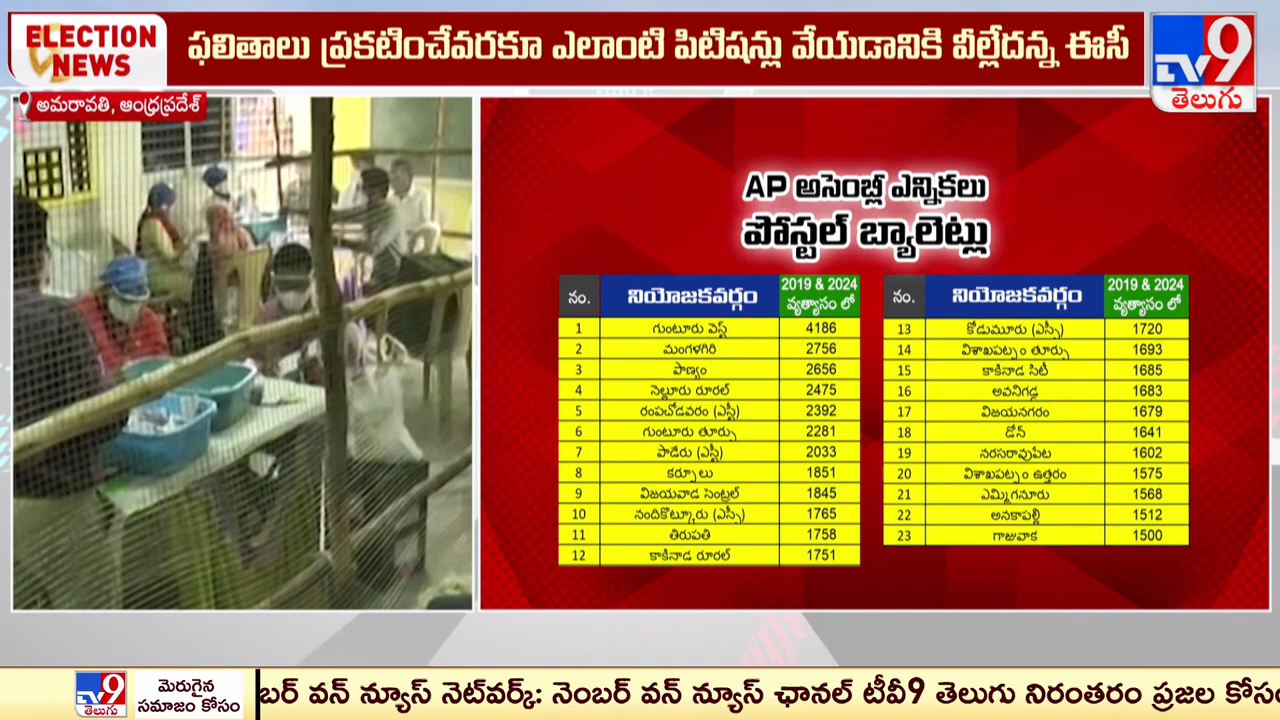 ELECTION
NEWS
ఫలితాలు ప్రకటించేవరకూ ఎలాంటి పిటిషన్లు వేయడానికి వీల్లేదన్న ఈసీ
TV9
తెలుగు
అమరావతి, ఆంధ్రప్రదేశ్
AP అసెంబ్లీ ఎన్నికలు
పోస్టల్ బ్యాలెట్లు
నం. నియోజకవర్గం 2019 & 2024 వ్యత్యాసం లో
1 గుంటూరు వెస్ట్ 4186
2 మంగళగిరి 2756
3 పాణ్యం 2656
4 నెల్లూరు రూరల్ 2475
5 రంపచోడవరం (ఎస్టీ) 2392
6 గుంటూరు తూర్పు 2281
7 పాడేరు (ఎస్టీ) 2033
8 కర్నూలు 1851
9 విజయవాడ సెంట్రల్ 1845
10 నందికొట్కూరు (ఎస్సీ) 1765
11 తిరుపతి 1758
12 కాకినాడ రూరల్ 1751
నం. నియోజకవర్గం 2019 & 2024 వ్యత్యాసం లో
13 కోడుమూరు (ఎస్సీ) 1720
14 విశాఖపట్నం తూర్పు 1693
15 కాకినాడ సిటీ 1685
16 అవనిగడ్డ 1683
17 విజయనగరం 1679
18 డోన్ 1641
19 నరసరావుపేట 1602
20 విశాఖపట్నం ఉత్తరం 1575
21 ఎమ్మిగనూరు 1568
22 అనకాపల్లి 1512
23 గాజువాక 1500
TV9
తెలుగు
మెరుగైన
సమాజం కోసం
బర్ వన్ న్యూస్ నెట్‌వర్క్: నెంబర్ వన్ న్యూస్ ఛానల్ టీవీ9 తెలుగు నిరంతరం ప్రజల కోసం